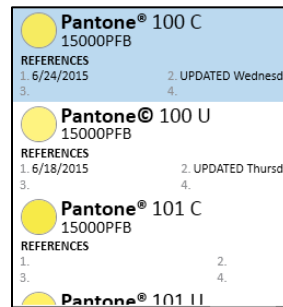 Pantone® 100 C
15000PFB
REFERENCES
1. 6/24/2015 2. UPDATED Wednesd
3. 4.
Pantone© 100 U
15000PFB
REFERENCES
1. 6/18/2015 2. UPDATED Thursd
3. 4.
Pantone® 101 C
15000PFB
REFERENCES
1. 2.
3. 4.
Pantone® 101 U